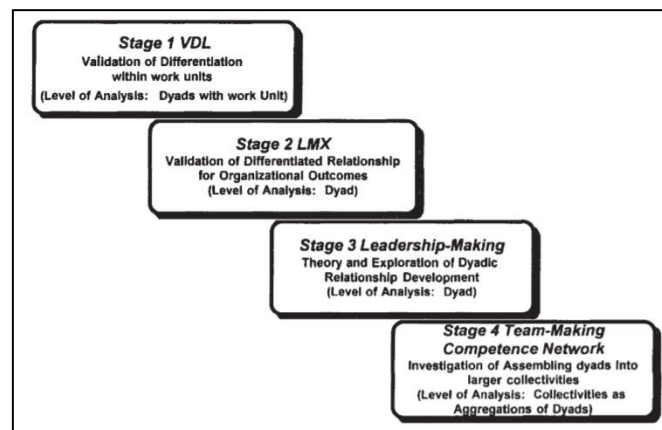 Stage 1 VDL
Validation of Differentiation
within work units
(Level of Analysis: Dyads with work Unit)
Stage 2 LMX
Validation of Differentiated Relationship
for Organizational Outcomes
(Level of Analysis: Dyad)
Stage 3 Leadership-Making
Theory and Exploration of Dyadic
Relationship Development
(Level of Analysis: Dyad)
Stage 4 Team-Making
Competence Network
Investigation of Assembling dyads Into
larger collectivities
(Level of Analysis: Collectivities as
Aggregations of Dyads)